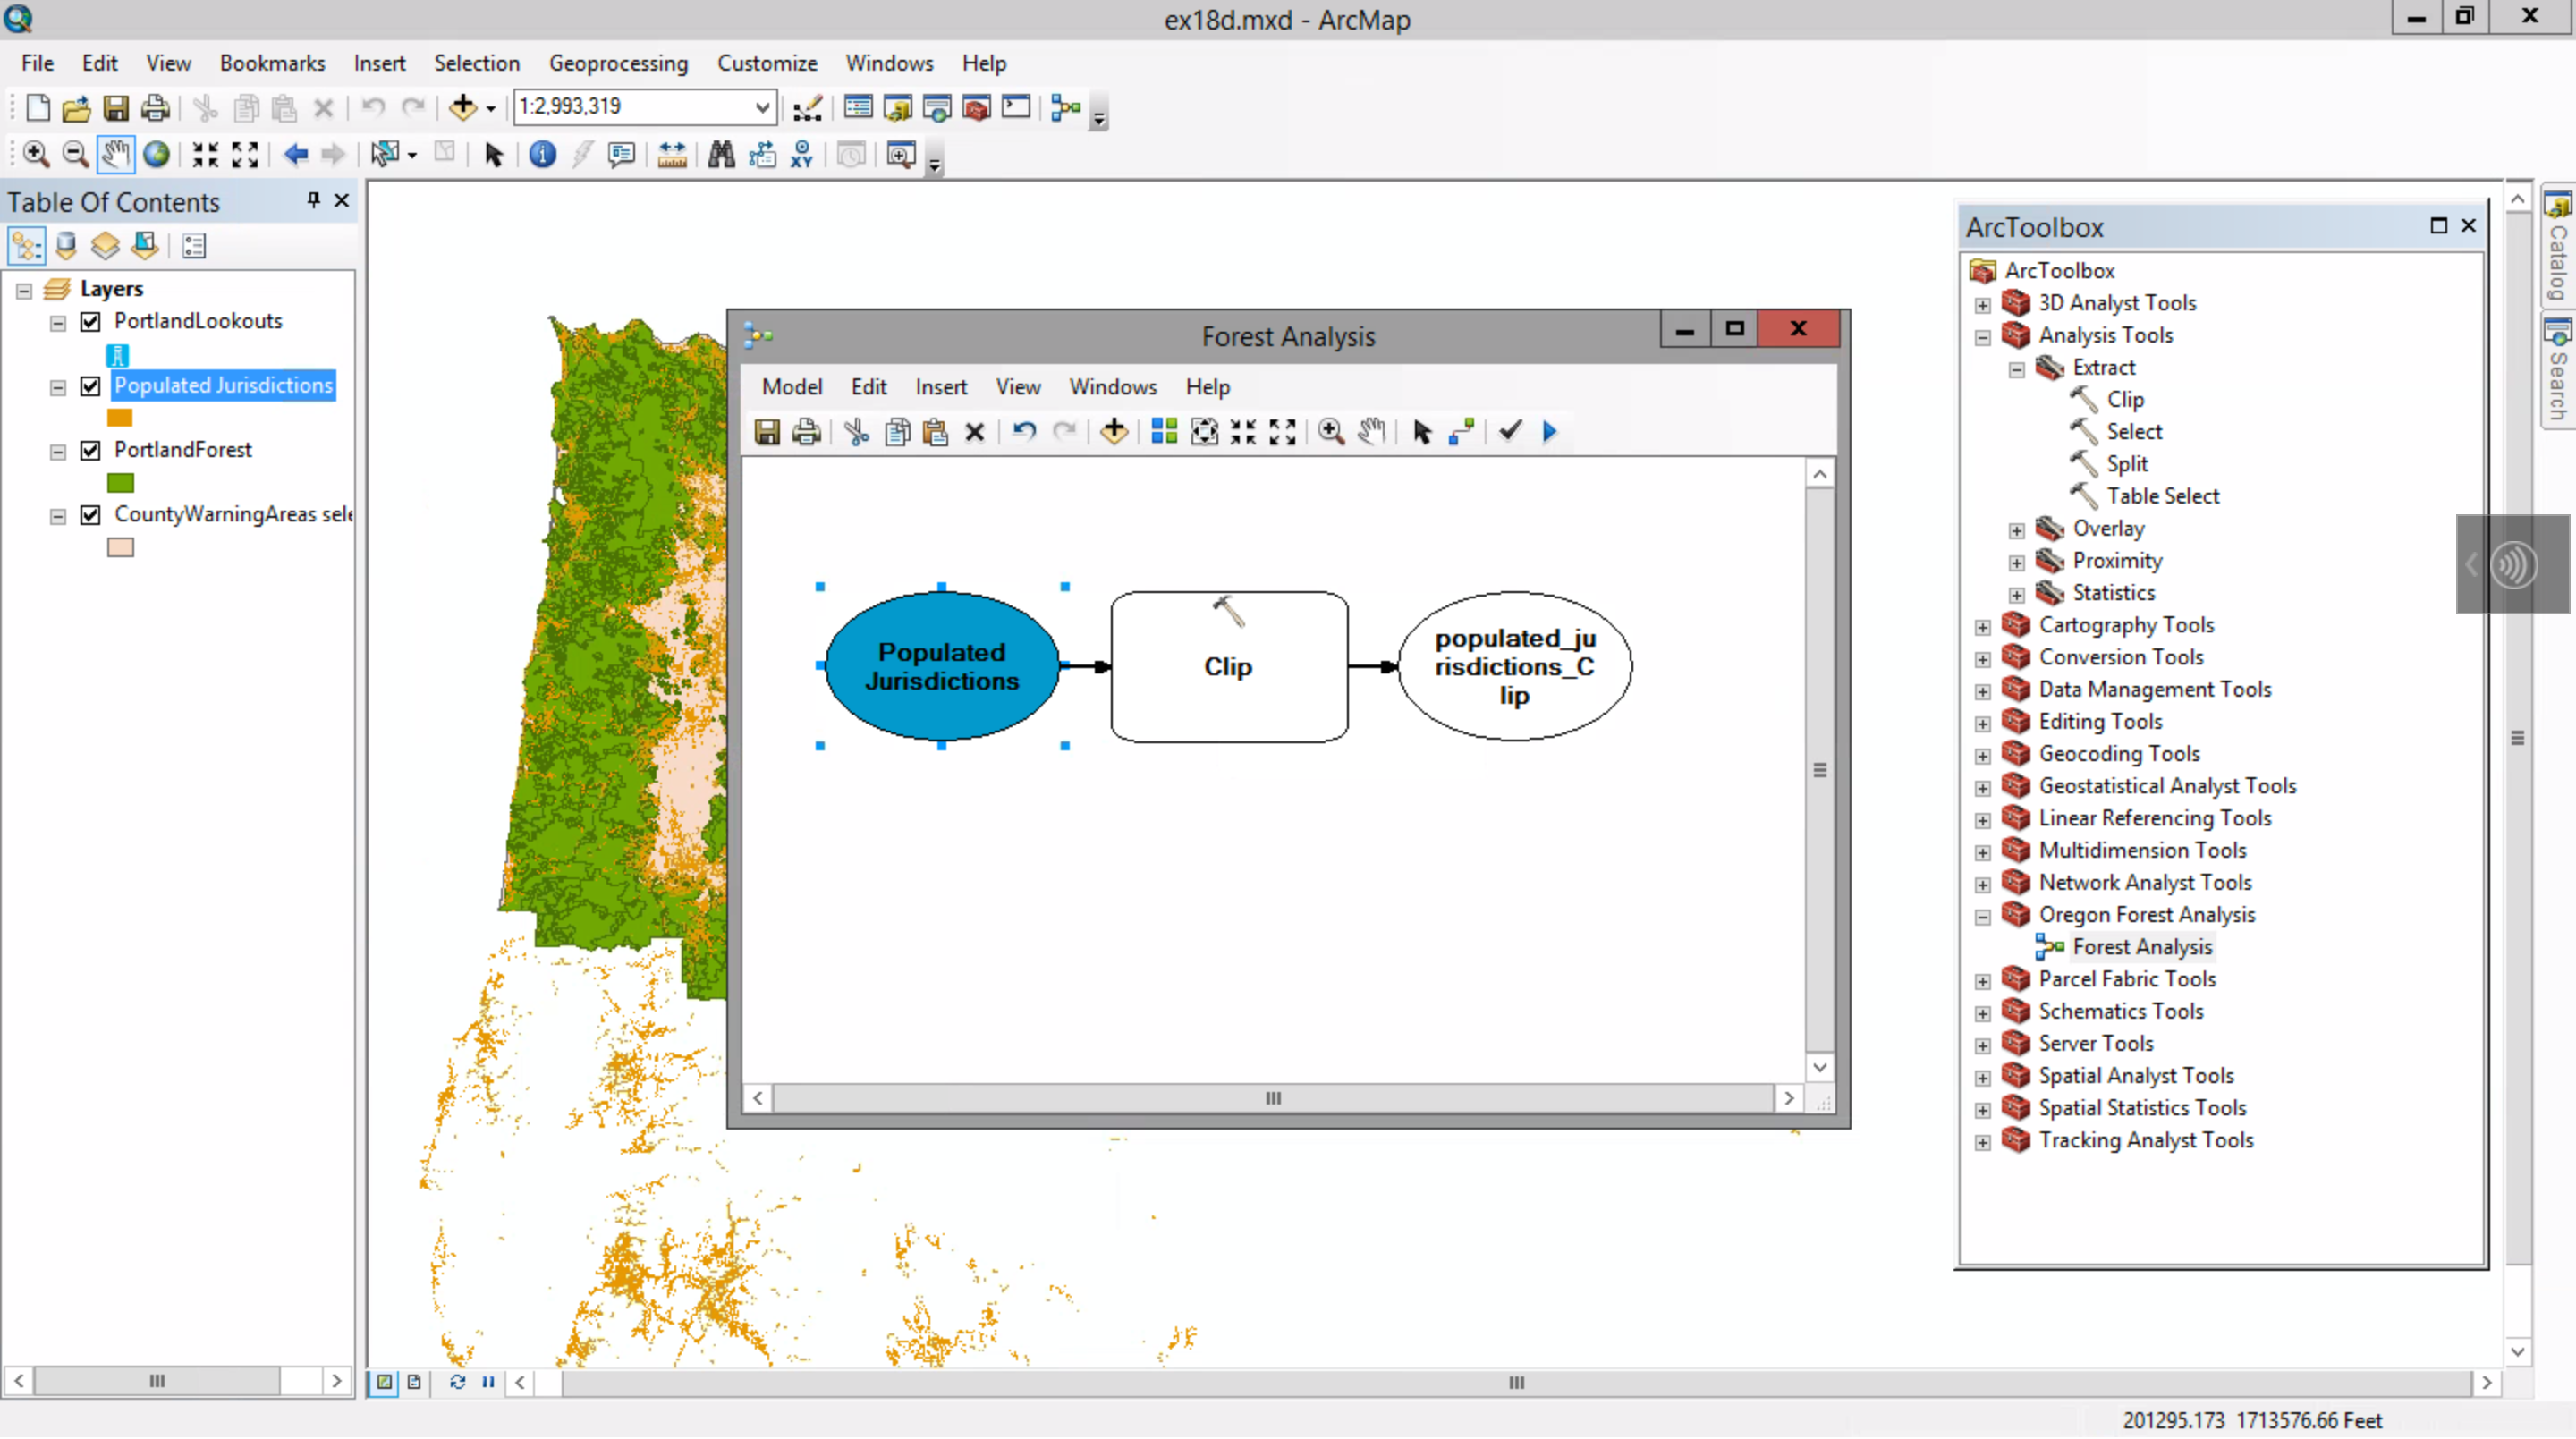 ex18d.mxd - ArcMap
File Edit View Bookmarks Insert Selection Geoprocessing Customize Windows Help
1:2,993,319
XY
Table Of Contents
Layers
PortlandLookouts
Populated Jurisdictions
PortlandForest
CountyWarningAreas sele
Forest Analysis
Model Edit Insert View Windows Help
Populated
Jurisdictions
Clip
populated_ju
risdictions_C
lip
ArcToolbox
ArcToolbox
3D Analyst Tools
Analysis Tools
Extract
Clip
Select
Split
Table Select
Overlay
Proximity
Statistics
Cartography Tools
Conversion Tools
Data Management Tools
Editing Tools
Geocoding Tools
Geostatistical Analyst Tools
Linear Referencing Tools
Multidimension Tools
Network Analyst Tools
Oregon Forest Analysis
Forest Analysis
Parcel Fabric Tools
Schematics Tools
Server Tools
Spatial Analyst Tools
Spatial Statistics Tools
Tracking Analyst Tools
Catalog
Search
201295.173 1713576.66 Feet